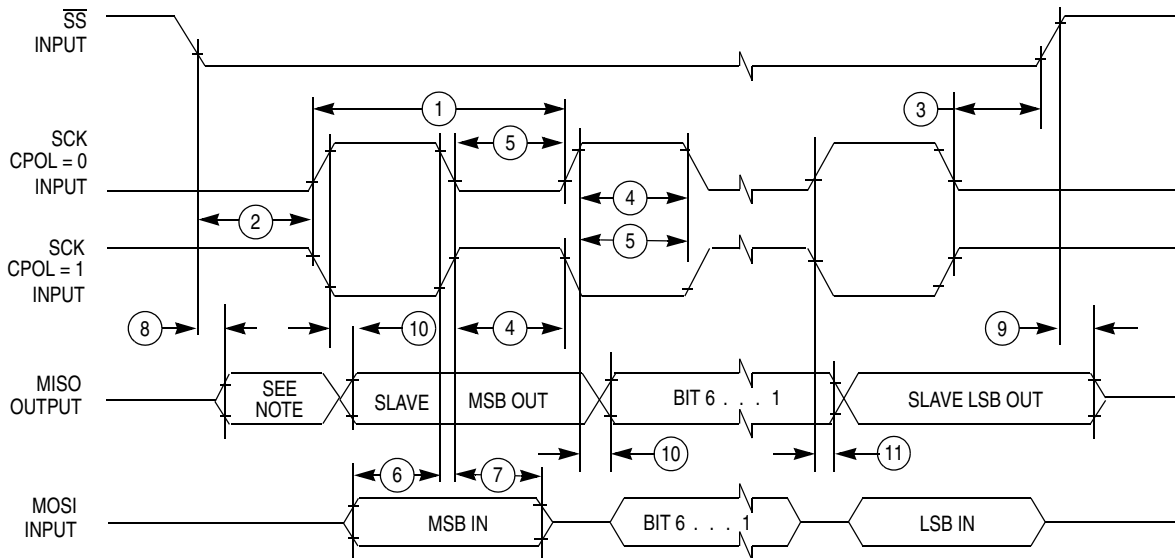 SS
INPUT
1
3
SCK
CPOL = 0
INPUT
5
4
2
SCK
CPOL = 1
INPUT
5
8
10
4
9
MISO
OUTPUT
SEE
NOTE
SLAVE
MSB OUT
BIT 6 . . . 1
SLAVE LSB OUT
10
11
6
7
MOSI
INPUT
MSB IN
BIT 6 . . . 1
LSB IN